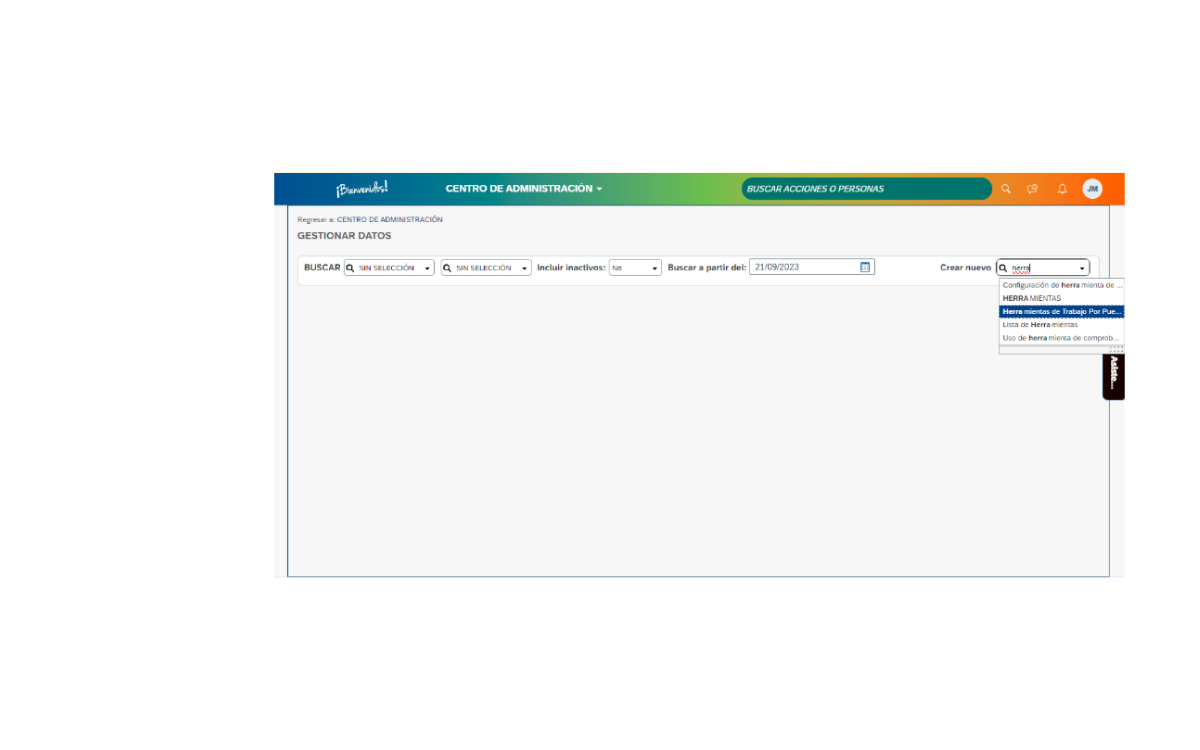 ¡Bienvenidos!
CENTRO DE ADMINISTRACIÓN
BUSCAR ACCIONES O PERSONAS
JM
Regresar a: CENTRO DE ADMINISTRACIÓN
GESTIONAR DATOS
BUSCAR SIN SELECCIÓN SIN SELECCIÓN Incluir inactivos: No Buscar a partir del: 21/09/2023 Crear nuevo herra
Configuración de herra mienta de ...
HERRA MIENTAS
Herra mientas de Trabajo Por Pue...
Lista de Herra mientas
Uso de herra mienta de comprob...
Asiste...